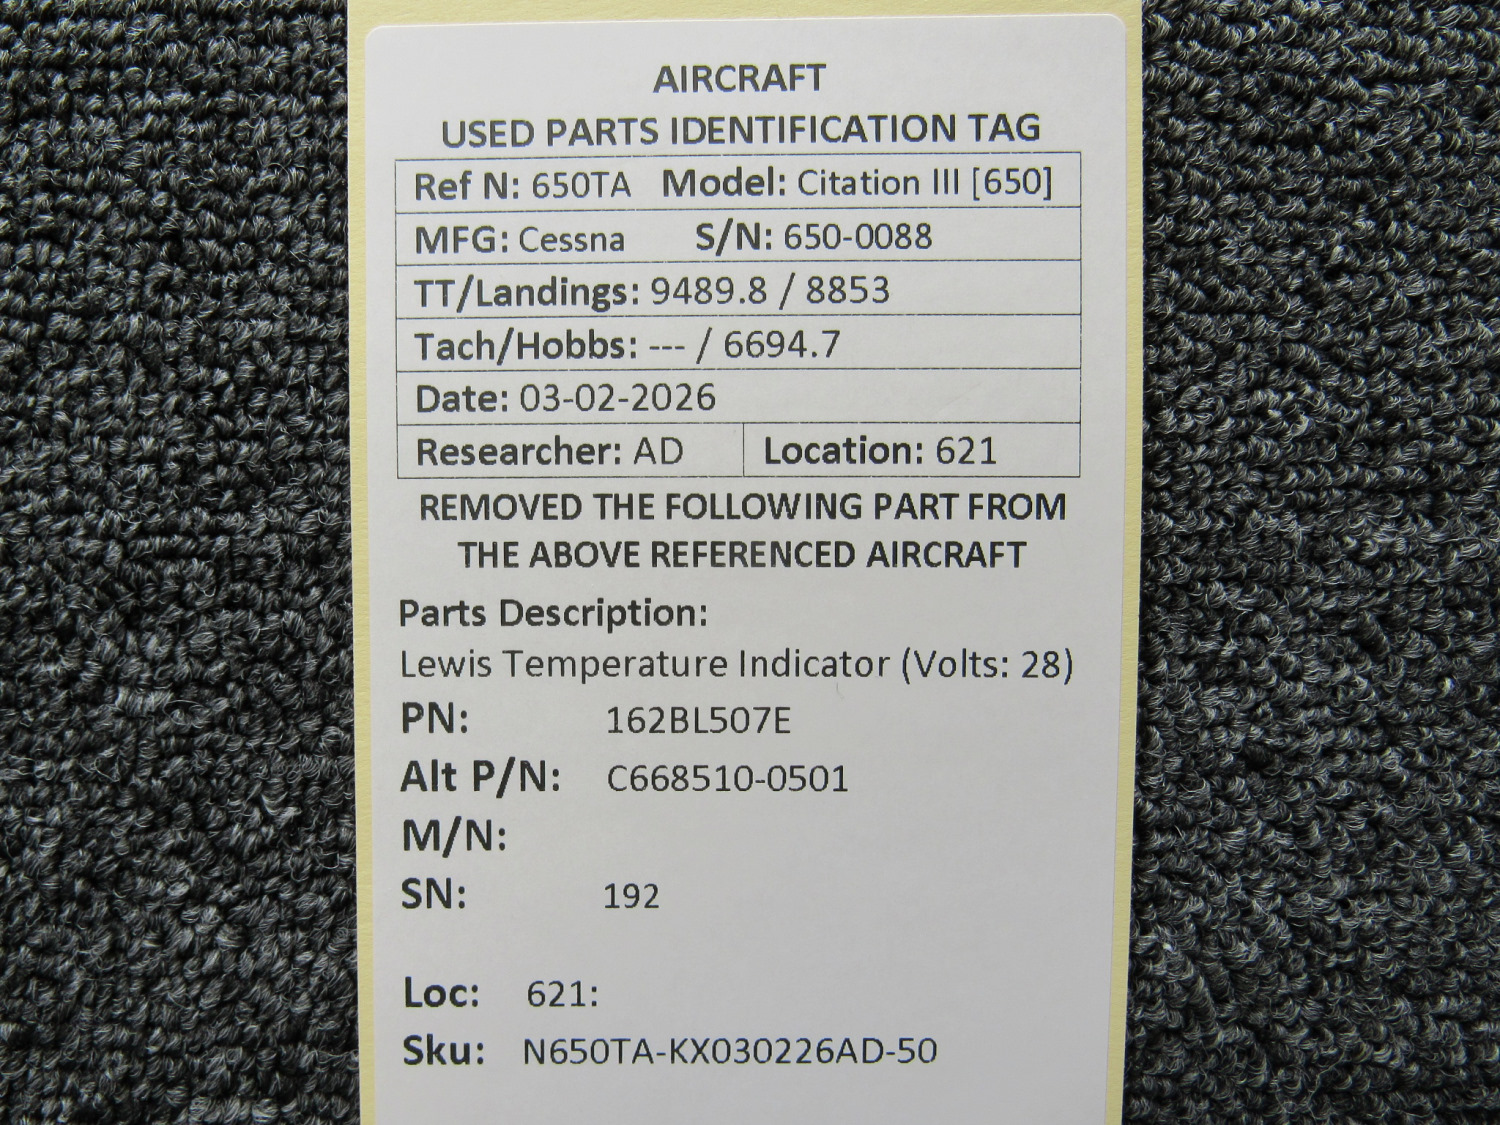 AIRCRAFT
USED PARTS IDENTIFICATION TAG
Ref N: 650TA Model: Citation III [650]
MFG: Cessna S/N: 650-0088
TT/Landings: 9489.8 / 8853
Tach/Hobbs: --- / 6694.7
Date: 03-02-2026
Researcher: AD Location: 621
REMOVED THE FOLLOWING PART FROM
THE ABOVE REFERENCED AIRCRAFT
Parts Description:
Lewis Temperature Indicator (Volts: 28)
PN: 162BL507E
Alt P/N: C668510-0501
M/N:
SN: 192
Loc: 621:
Sku: N650TA-KX030226AD-50